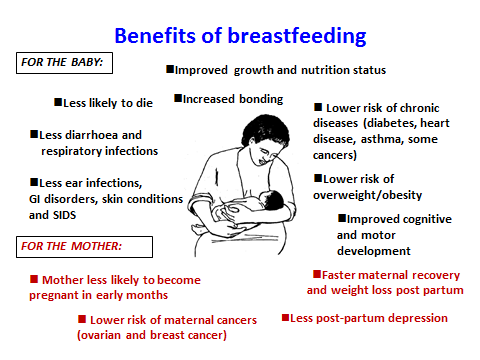 Benefits of breastfeeding
FOR THE BABY:
■Improved growth and nutrition status
■Less likely to die
■Increased bonding
■ Lower risk of chronic
diseases (diabetes, heart
disease, asthma, some
cancers)
■Less diarrhoea and
respiratory infections
■Lower risk of
overweight/obesity
■Less ear infections,
GI disorders, skin conditions
and SIDS
■Improved cognitive
and motor
development
FOR THE MOTHER:
■ Mother less likely to become
pregnant in early months
■Faster maternal recovery
and weight loss post partum
■ Lower risk of maternal cancers
(ovarian and breast cancer)
■Less post-partum depression